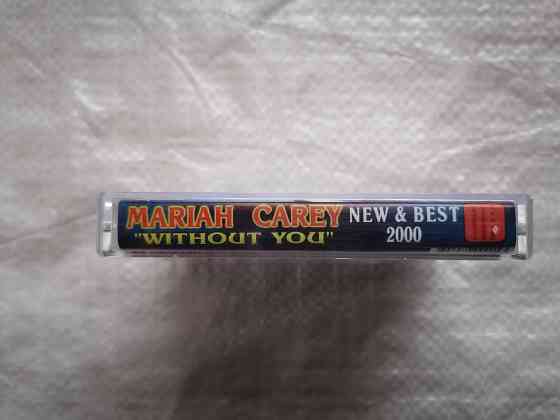 MARIAH CAREY
"WITHOUT YOU"
NEW & BEST
2000